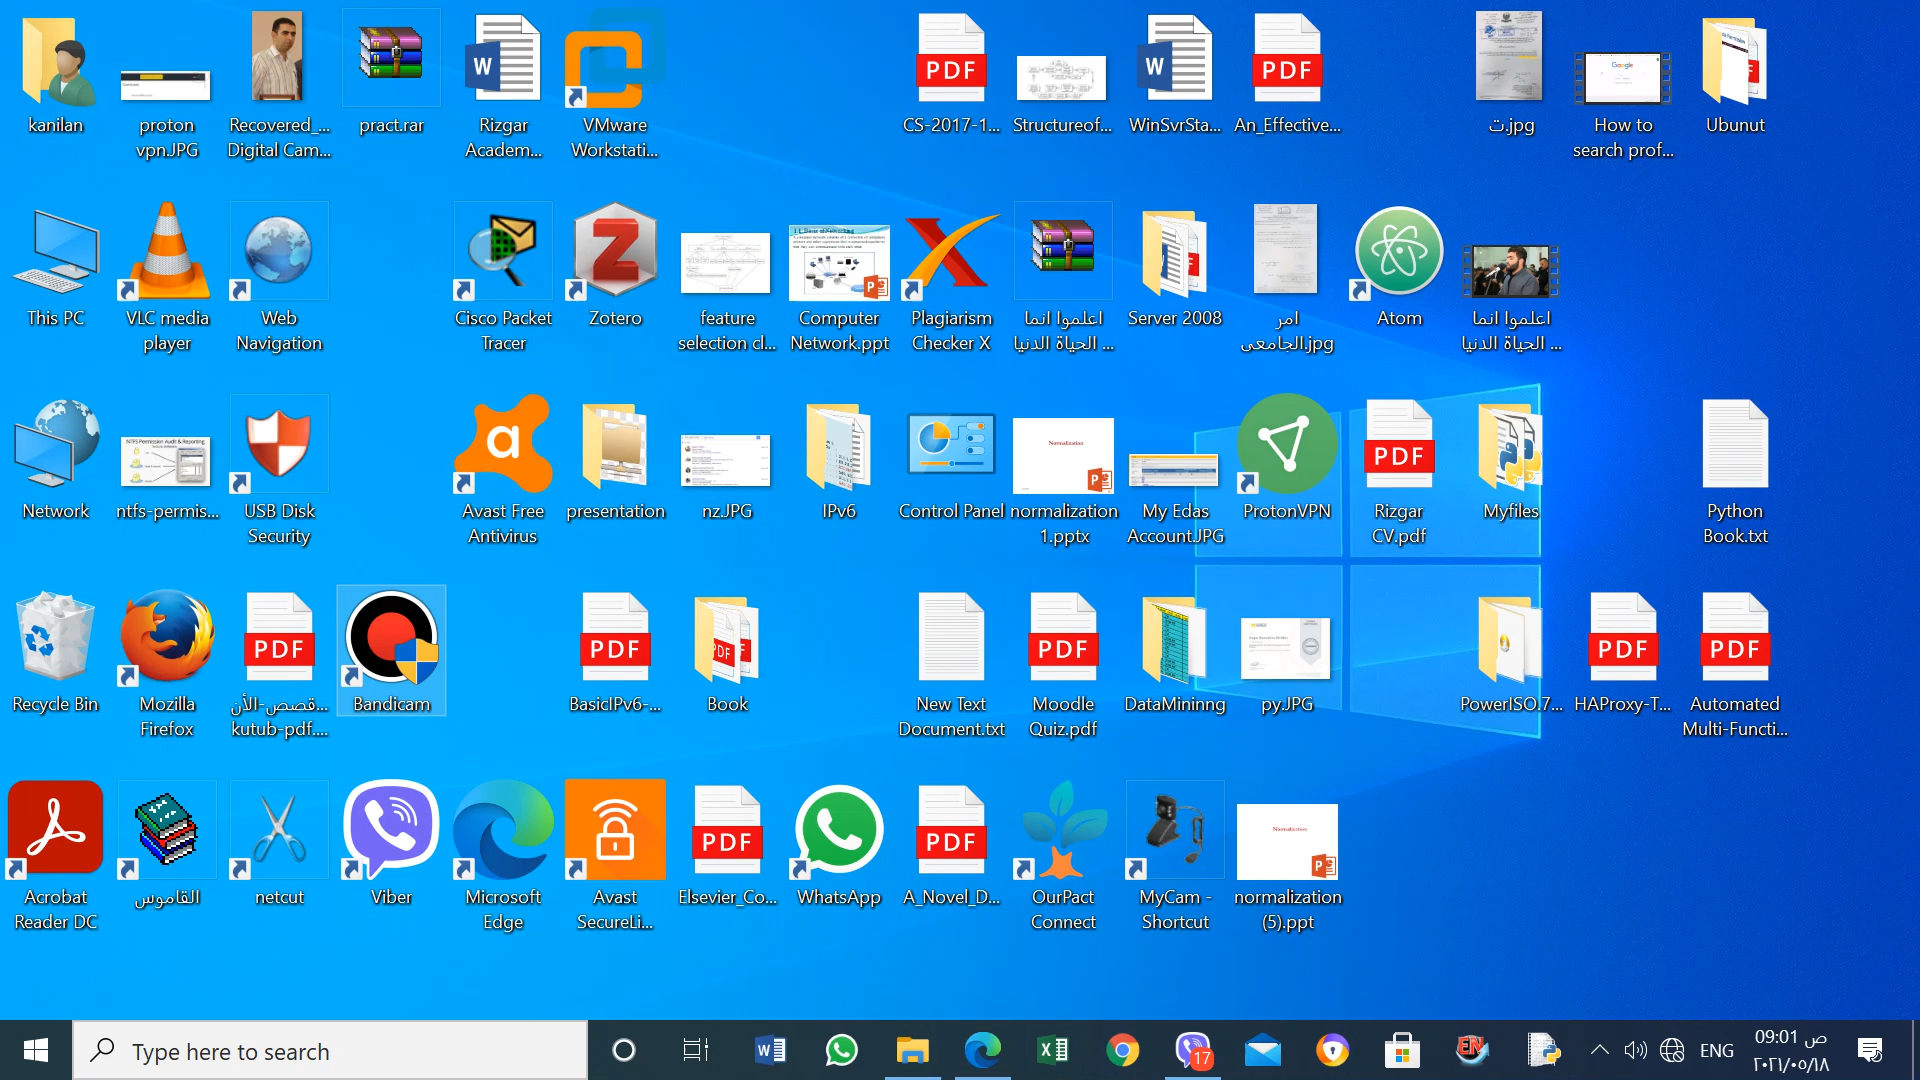 kanilan
proton
vpn.JPG
Recovered_...
Digital Cam...
pract.rar
Rizgar
Academ...
VMware
Workstati...
CS-2017-1...
Structureof...
WinSvrSta...
An_Effective...
ت.jpg
How to
search prof...
Ubunut
This PC
VLC media
player
Web
Navigation
Cisco Packet
Tracer
Zotero
feature
selection cl...
Computer
Network.ppt
Plagiarism
Checker X
اعلموا انما
الحياة الدنيا ...
Server 2008
امر
الجامعي.jpg
Atom
اعلموا انما
الحياة الدنيا ...
Network
ntfs-permis...
USB Disk
Security
Avast Free
Antivirus
presentation
nz.JPG
IPv6
Control Panel
normalization
1.pptx
My Edas
Account.JPG
ProtonVPN
Rizgar
CV.pdf
Myfiles
Python
Book.txt
Recycle Bin
Mozilla
Firefox
قصص-الأن...
kutub-pdf....
Bandicam
BasicIPv6-...
Book
New Text
Document.txt
Moodle
Quiz.pdf
DataMininng
py.JPG
PowerISO.7...
HAProxy-T...
Automated
Multi-Functi...
Acrobat
Reader DC
القاموس
netcut
Viber
Microsoft
Edge
Avast
SecureLi...
Elsevier_Co...
WhatsApp
A_Novel_D...
OurPact
Connect
MyCam -
Shortcut
normalization
(5).ppt
Type here to search
17
ENG
09:01 ص
٢٠٢١/٠٥/١٨